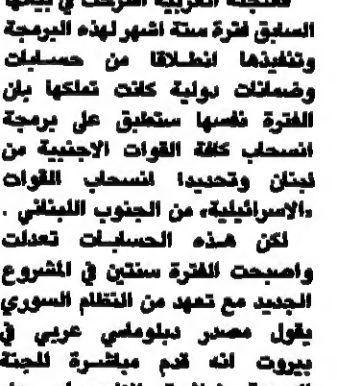 السابق فترة ستة اشهر لهذه البرمجة
وتنفيذها انطلاقا من حسابات
وضمانات دولية كانت تملكها بان
الفترة نفسها ستطبق على برمجة
انسحاب كافة القوات الاجنبية من
لبنان وتحديدا انسحاب القوات
«الاسرائيلية» من الجنوب اللبناني .
لكن هذه الحسابات تعدلت
واصبحت الفترة سنتين في المشروع
الجديد مع تعهد من النظام السوري
يقول مصدر دبلوماسي عربي في
بيروت انه قدم مباشرة للجنة